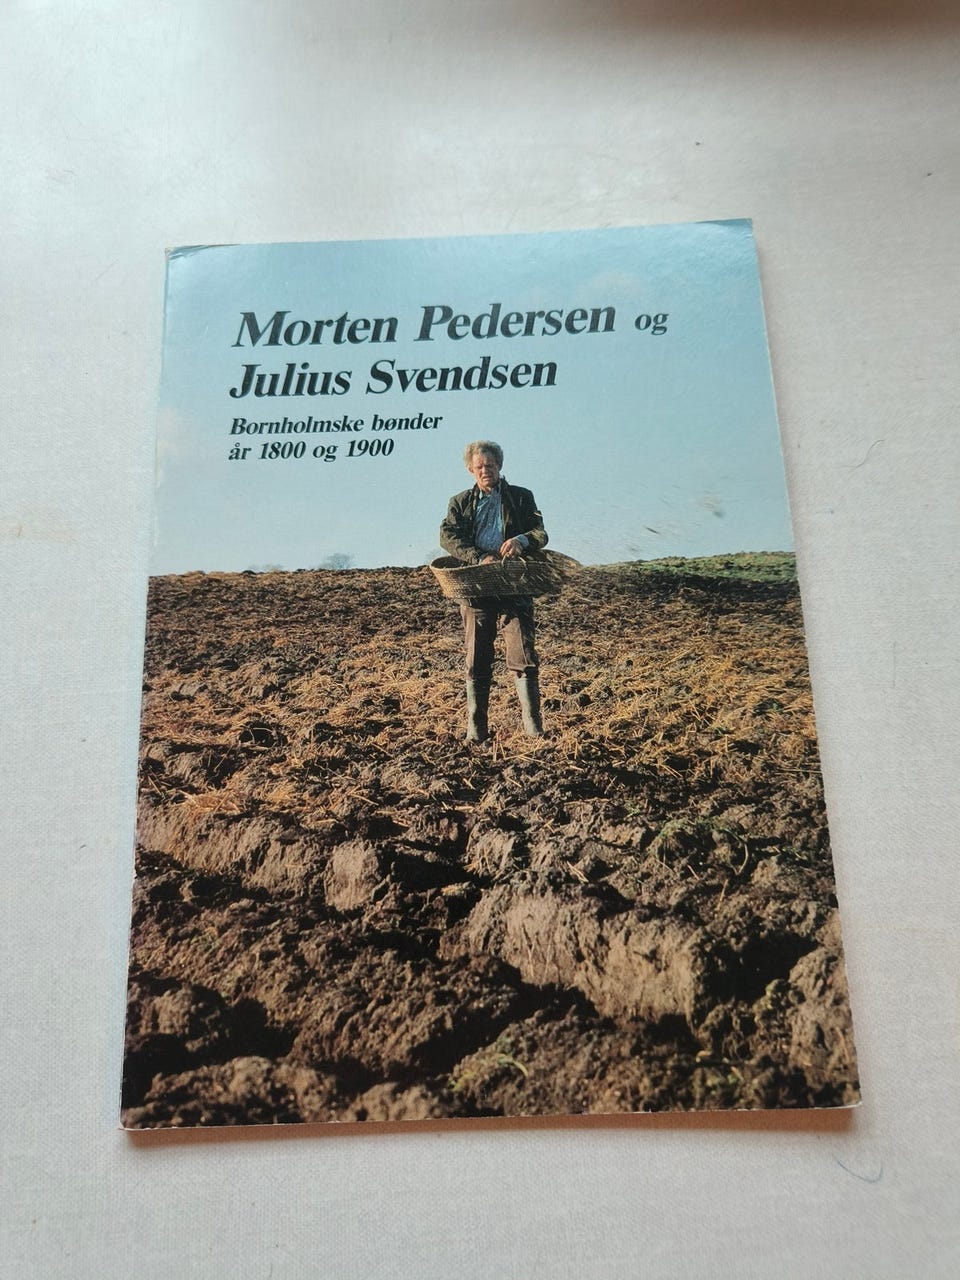 Morten Pedersen og
Julius Svendsen
Bornholmske bønder
år 1800 og 1900